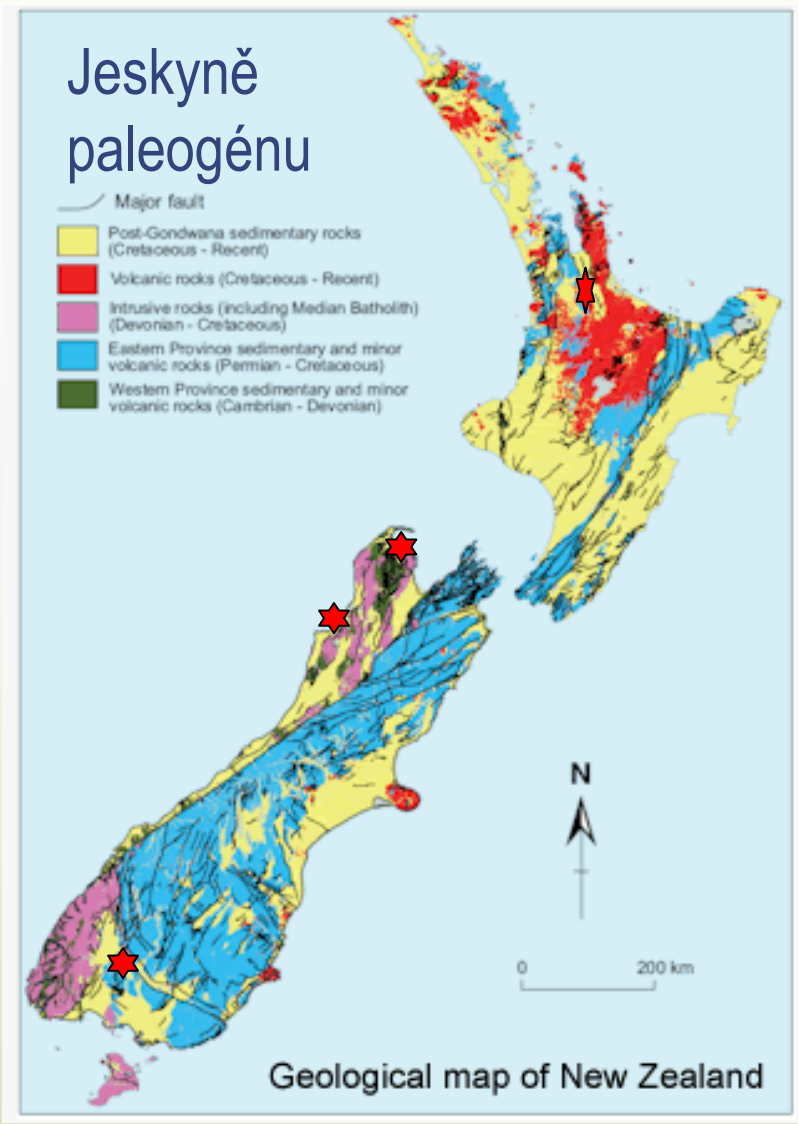 Jeskyně
paleogénu
Major fault
Post-Gondwana sedimentary rocks
(Cretaceous - Recent)
Volcanic rocks (Cretaceous - Recent)
Intrusive rocks (including Median Batholith)
(Devonian - Cretaceous)
Eastern Province sedimentary and minor
volcanic rocks (Permian - Cretaceous)
Western Province sedimentary and minor
volcanic rocks (Cambrian - Devonian)
N
0 200 km
Geological map of New Zealand